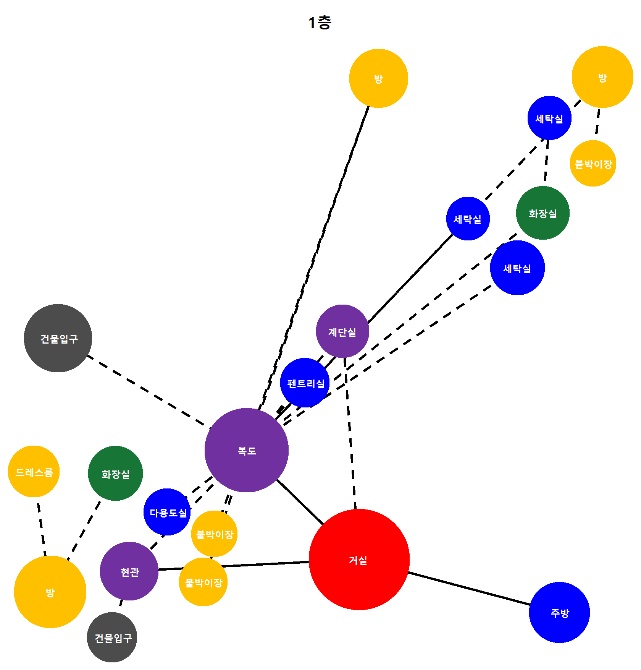 1층
방
방
세탁실
붙박이장
세탁실
화장실
세탁실
계단실
건물입구
팬트리실
복도
드레스룸
화장실
다용도실
붙박이장
거실
현관
붙박이장
방
주방
건물입구